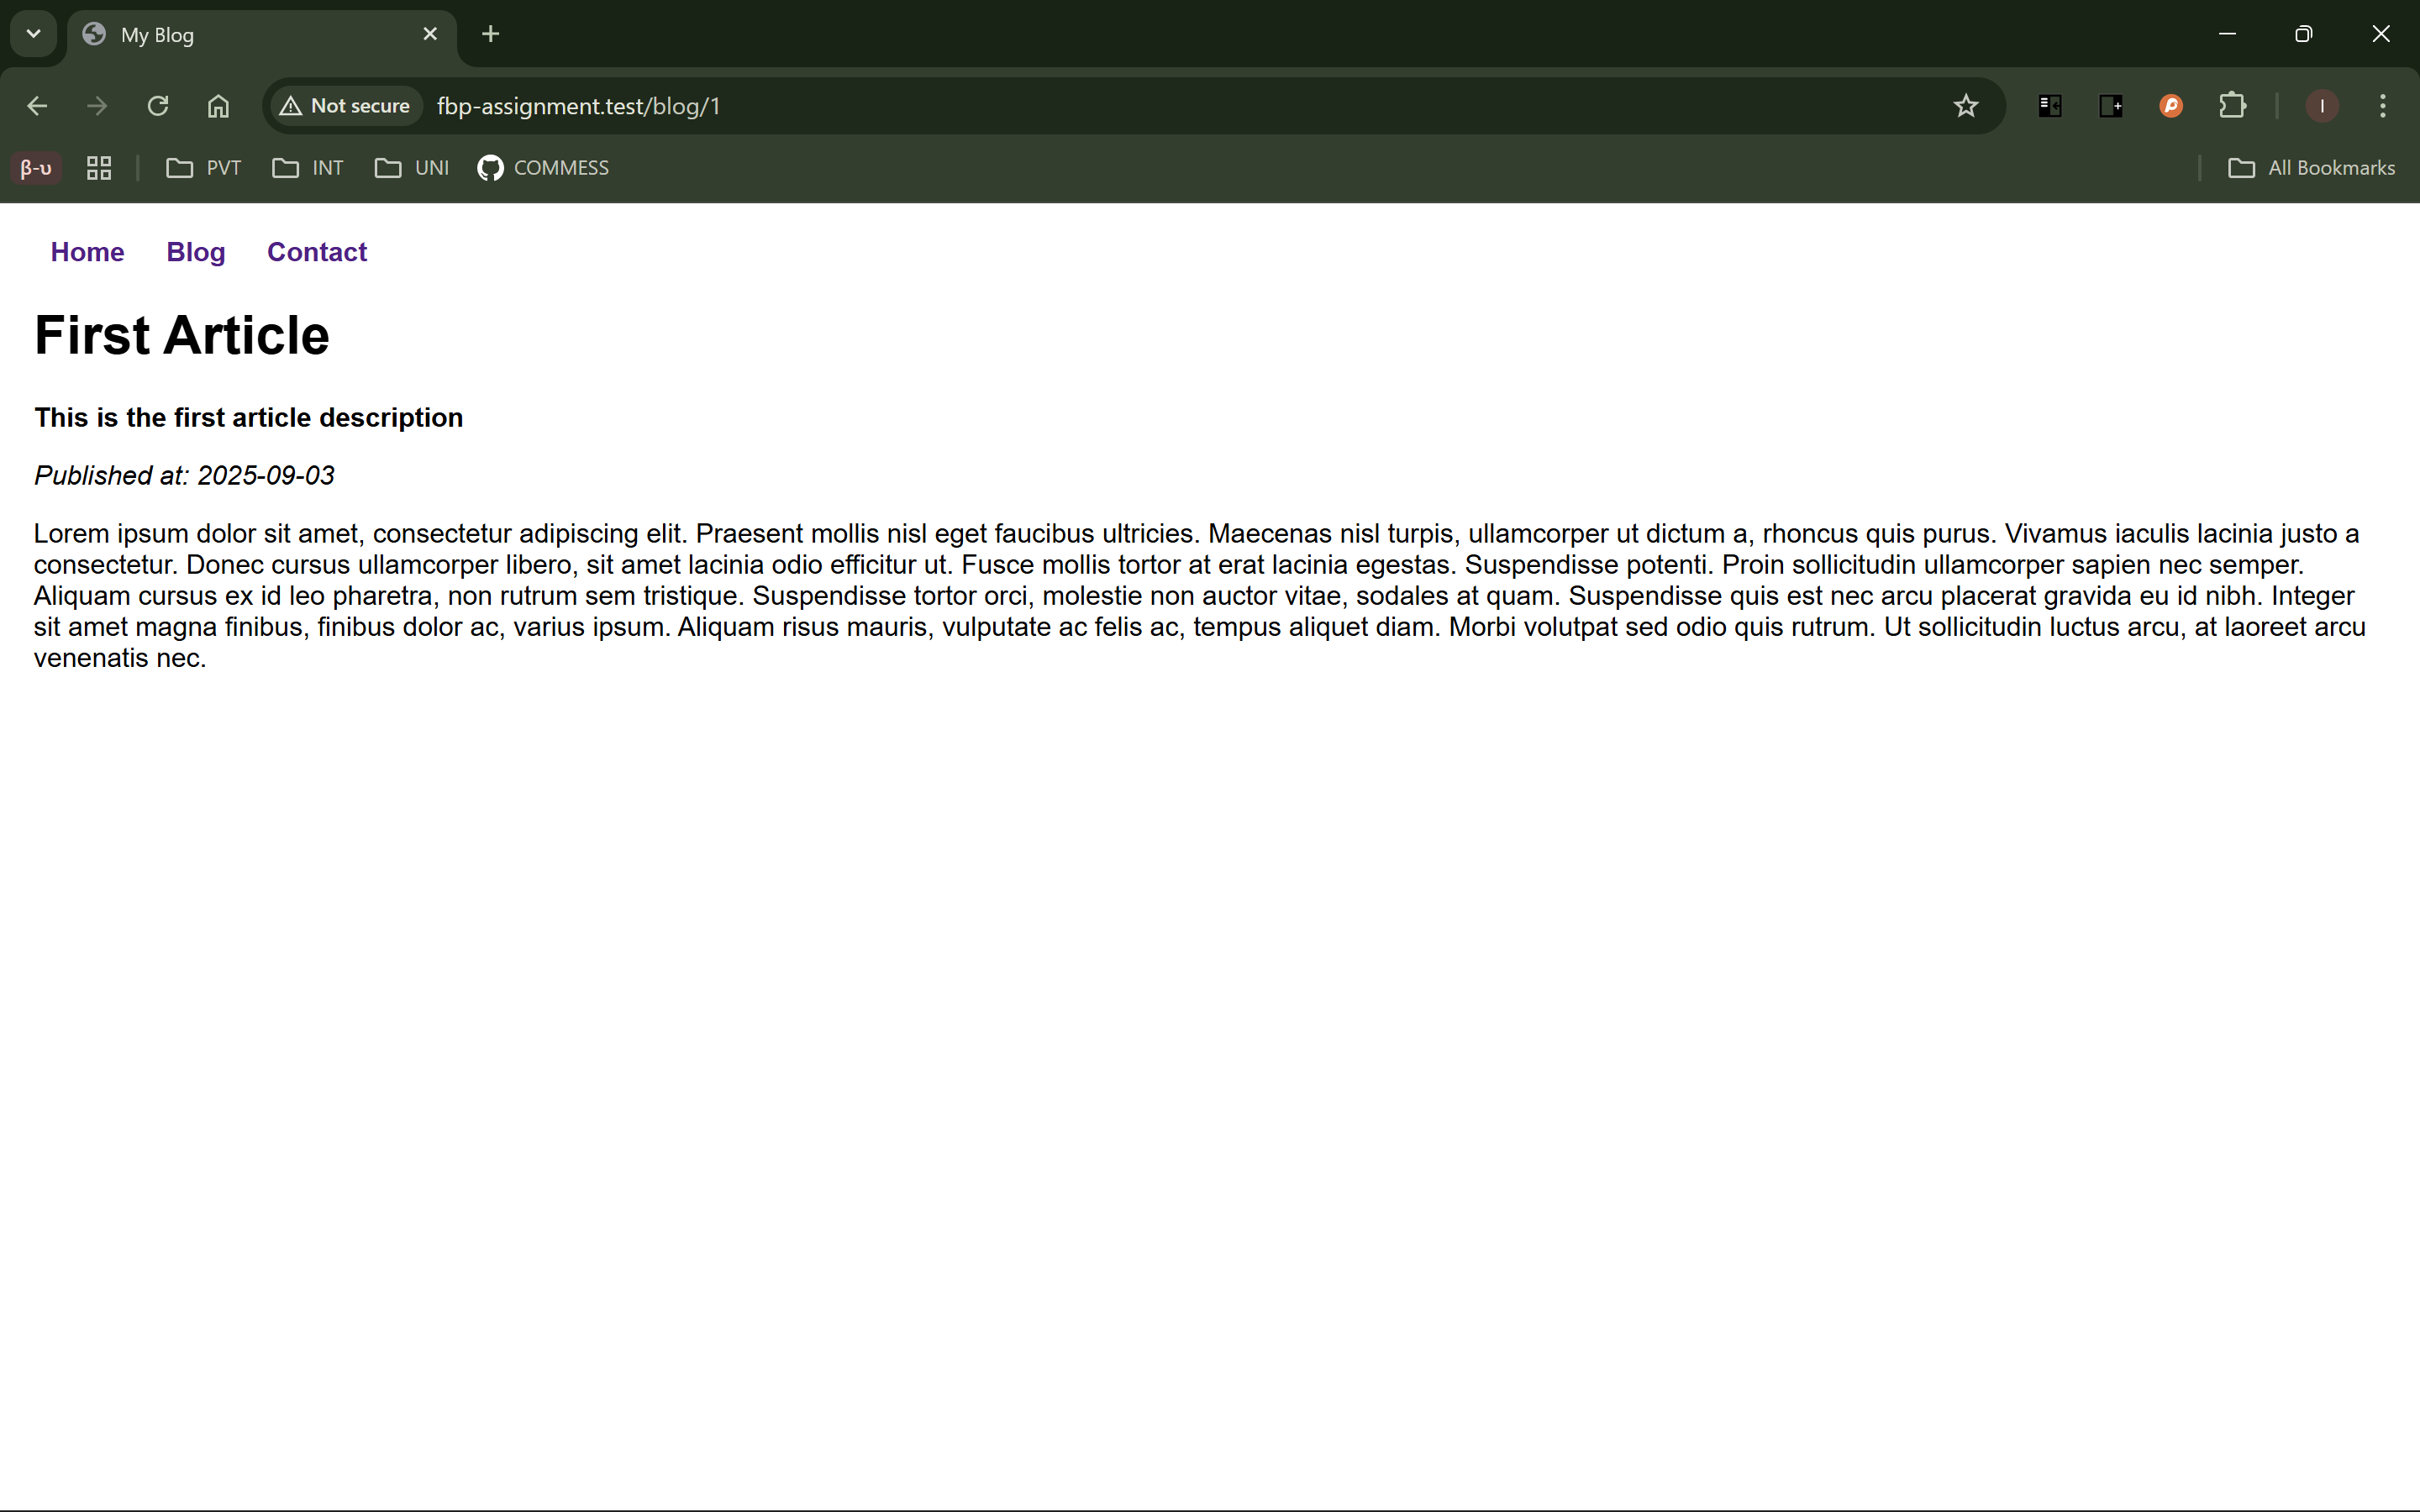 My Blog
Not secure
fbp-assignment.test/blog/1
I
β-υ
PVT
INT
UNI
COMMESS
All Bookmarks
Home
Blog
Contact
First Article
This is the first article description
Published at: 2025-09-03
Lorem ipsum dolor sit amet, consectetur adipiscing elit. Praesent mollis nisl eget faucibus ultricies. Maecenas nisl turpis, ullamcorper ut dictum a, rhoncus quis purus. Vivamus iaculis lacinia justo a
consectetur. Donec cursus ullamcorper libero, sit amet lacinia odio efficitur ut. Fusce mollis tortor at erat lacinia egestas. Suspendisse potenti. Proin sollicitudin ullamcorper sapien nec semper.
Aliquam cursus ex id leo pharetra, non rutrum sem tristique. Suspendisse tortor orci, molestie non auctor vitae, sodales at quam. Suspendisse quis est nec arcu placerat gravida eu id nibh. Integer
sit amet magna finibus, finibus dolor ac, varius ipsum. Aliquam risus mauris, vulputate ac felis ac, tempus aliquet diam. Morbi volutpat sed odio quis rutrum. Ut sollicitudin luctus arcu, at laoreet arcu
venenatis nec.